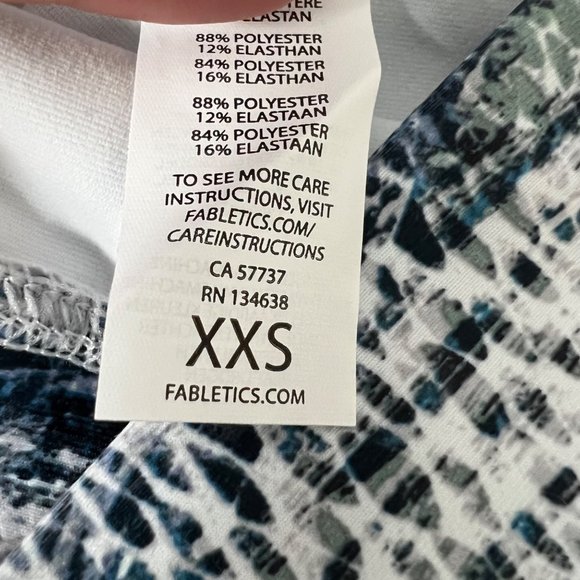 ELASTAN
88% POLYESTER
12% ELASTHAN
84% POLYESTER
16% ELASTHAN
88% POLYESTER
12% ELASTAAN
84% POLYESTER
16% ELASTAAN
TO SEE MORE CARE
INSTRUCTIONS, VISIT
FABLETICS.COM/
CAREINSTRUCTIONS
CA 57737
RN 134638
XXS
FABLETICS.COM